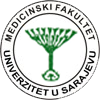 MEDICINSKI FAKULTET
UNIVERZITET U SARAJEVU